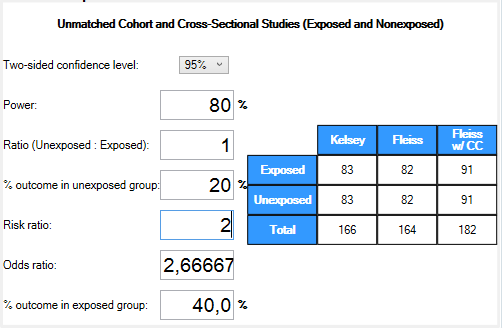 Unmatched Cohort and Cross-Sectional Studies (Exposed and Nonexposed)
Two-sided confidence level: 95%
Power: 80 %
Ratio (Unexposed : Exposed): 1
% outcome in unexposed group: 20 %
Risk ratio: 2
Odds ratio: 2,66667
% outcome in exposed group: 40,0 %
Kelsey Fleiss Fleiss w/ CC
Exposed 83 82 91
Unexposed 83 82 91
Total 166 164 182